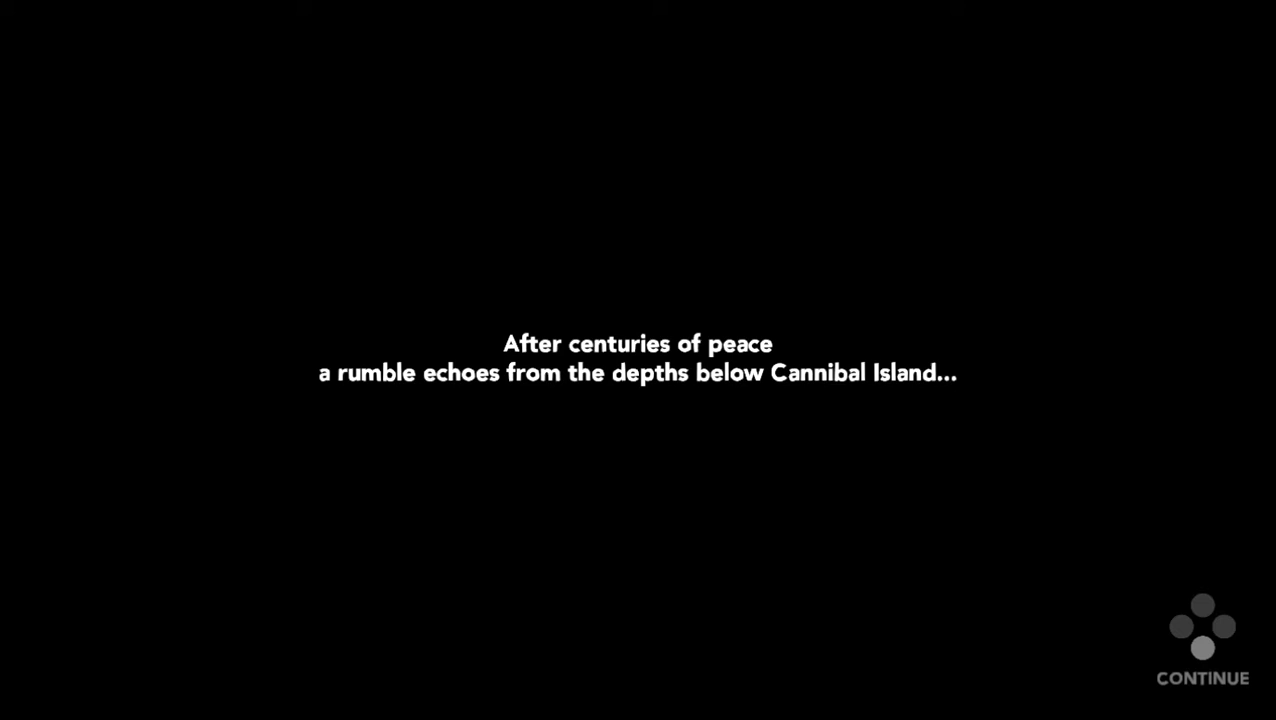 After centuries of peace
a rumble echoes from the depths below Cannibal Island...
CONTINUE